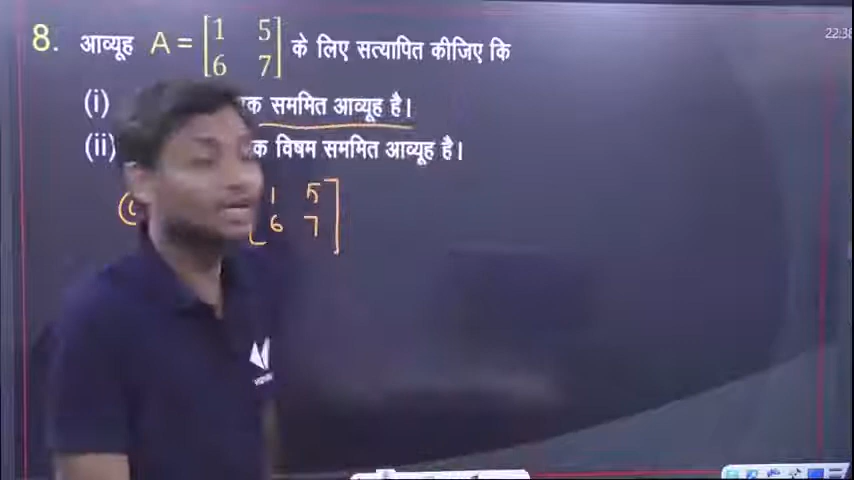 8. आव्यूह A = [1 5
6 7] के लिए सत्यापित कीजिए कि
(i) सममित आव्यूह है।
(ii) विषम सममित आव्यूह है।
1 5
6 7
22:38